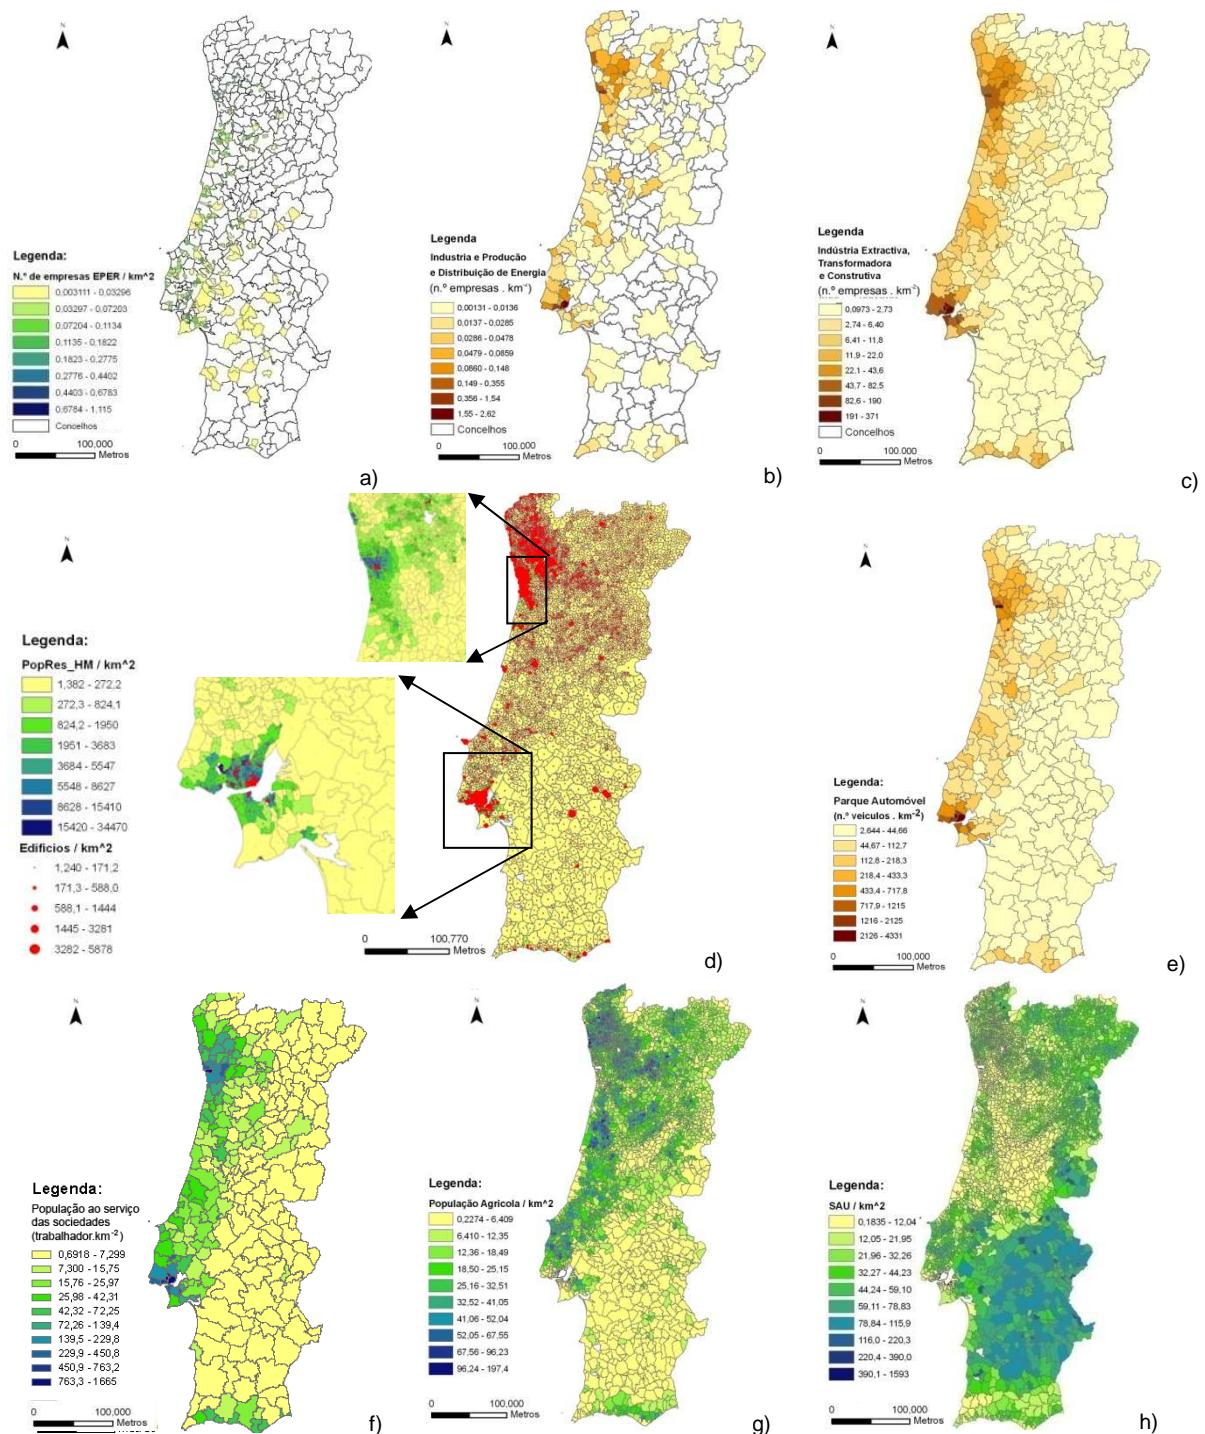 N
Legenda:
N.º de empresas EPER / km^2
0,003111 - 0,03296
0,03297 - 0,07203
0,07204 - 0,1134
0,1135 - 0,1822
0,1823 - 0,2775
0,2776 - 0,4402
0,4403 - 0,6783
0,6784 - 1,115
Concelhos
0 100,000
Metros
a)
N
Legenda
Industria e Produção
e Distribuição de Energia
(n.º empresas . km-²)
0,00131 - 0,0136
0,0137 - 0,0285
0,0286 - 0,0478
0,0479 - 0,0859
0,0860 - 0,148
0,149 - 0,355
0,356 - 1,54
1,55 - 2,62
Concelhos
0 100,000
Metros
b)
N
Legenda
Indústria Extractiva,
Transformadora
e Construtiva
(n.º empresas . km-²)
0,0973 - 2,73
2,74 - 6,40
6,41 - 11,8
11,9 - 22,0
22,1 - 43,6
43,7 - 82,5
82,6 - 190
191 - 371
Concelhos
0 100,000
Metros
c)
N
Legenda:
PopRes_HM / km^2
1,382 - 272,2
272,3 - 824,1
824,2 - 1950
1951 - 3683
3684 - 5547
5548 - 8627
8628 - 15410
15420 - 34470
Edificios / km^2
1,240 - 171,2
171,3 - 588,0
588,1 - 1444
1445 - 3281
3282 - 5878
0 100,770
Metros
d)
N
Legenda:
Parque Automóvel
(n.º veiculos . km-2)
2,644 - 44,66
44,67 - 112,7
112,8 - 218,3
218,4 - 433,3
433,4 - 717,8
717,9 - 1215
1216 - 2125
2126 - 4331
0 100,000
Metros
e)
N
Legenda:
População ao serviço
das sociedades
(trabalhador.km-2)
0,6918 - 7,299
7,300 - 15,75
15,76 - 25,97
25,98 - 42,31
42,32 - 72,25
72,26 - 139,4
139,5 - 229,8
229,9 - 450,8
450,9 - 763,2
763,3 - 1665
0 100,000
Metros
f)
N
Legenda:
População Agricola / km^2
0,2274 - 6,409
6,410 - 12,35
12,36 - 18,49
18,50 - 25,15
25,16 - 32,51
32,52 - 41,05
41,06 - 52,04
52,05 - 67,55
67,56 - 96,23
96,24 - 197,4
0 100,000
Metros
g)
N
Legenda:
SAU / km^2
0,1835 - 12,04
12,05 - 21,95
21,96 - 32,26
32,27 - 44,23
44,24 - 59,10
59,11 - 78,83
78,84 - 115,9
116,0 - 220,3
220,4 - 390,0
390,1 - 1593
0 100,000
Metros
h)